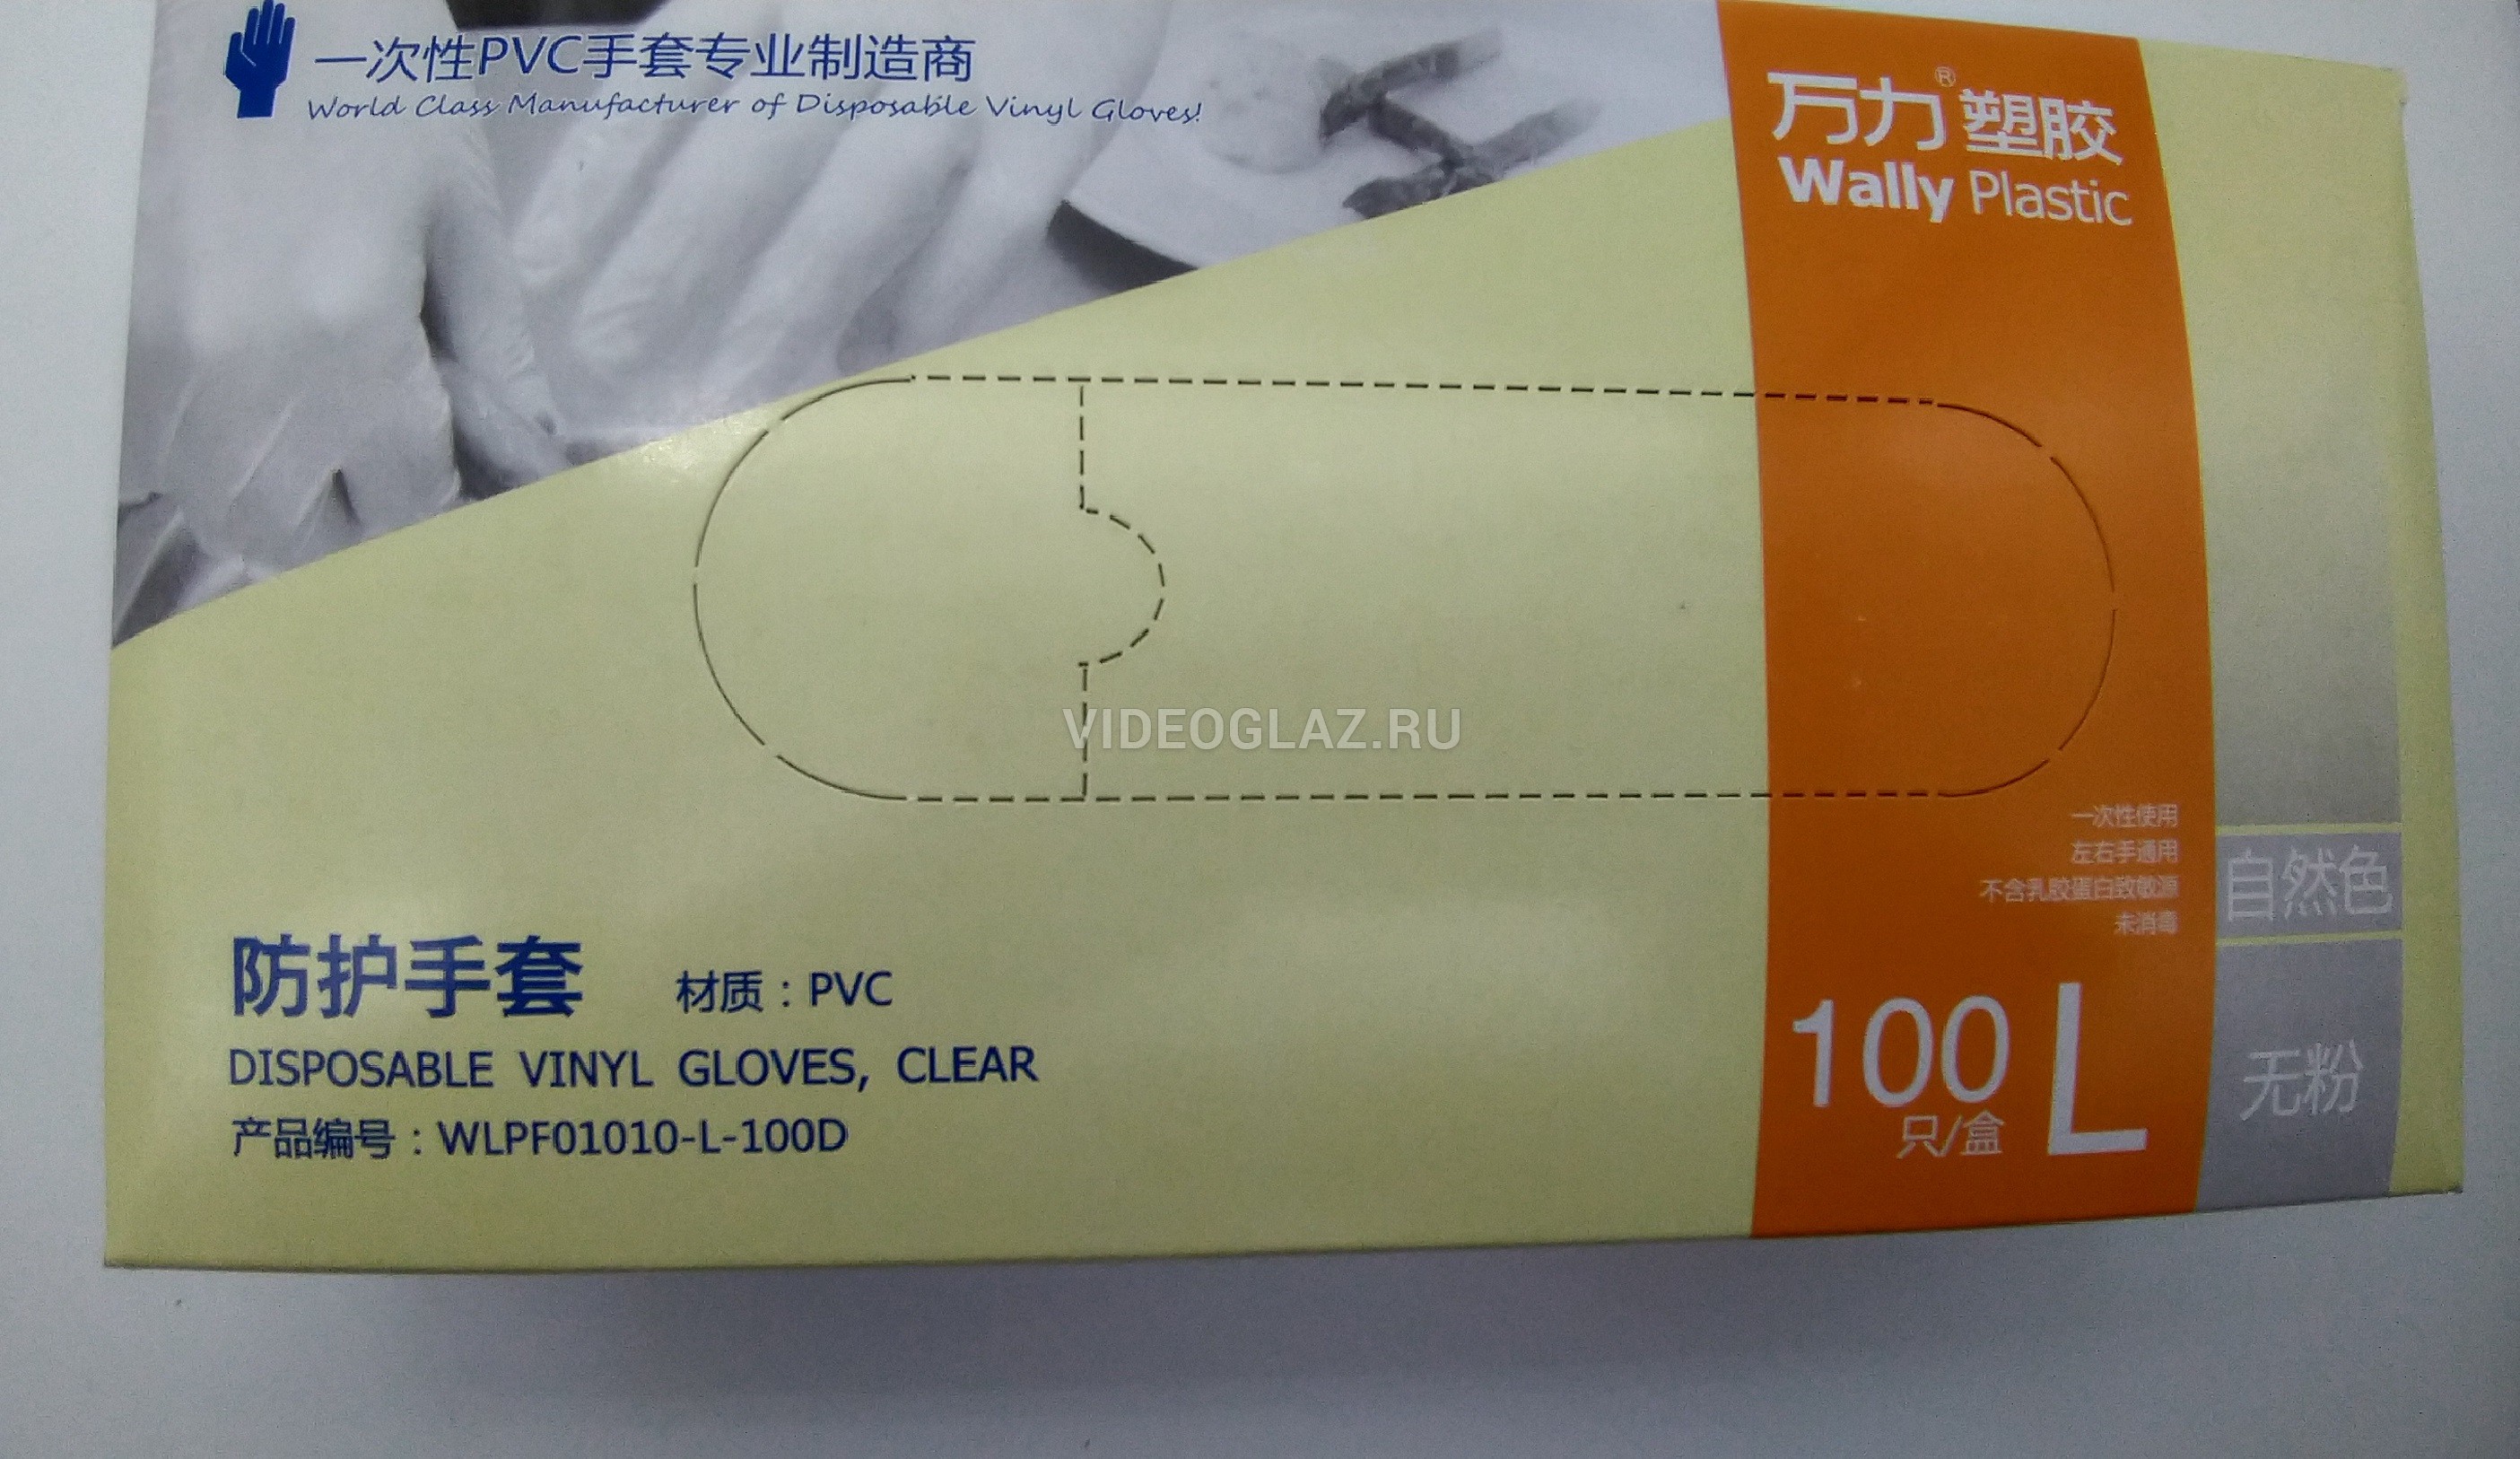 一次性PVC手套专业制造商
World Class Manufacturer of Disposable Vinyl Gloves!
万力®塑胶
Wally Plastic
VIDEOGLAZ.RU
一次性使用
左右手通用
不含乳胶蛋白致敏源
未消毒
自然色
防护手套 材质：PVC
DISPOSABLE VINYL GLOVES, CLEAR
产品编号：WLPF01010-L-100D
100 L
只/盒
无粉